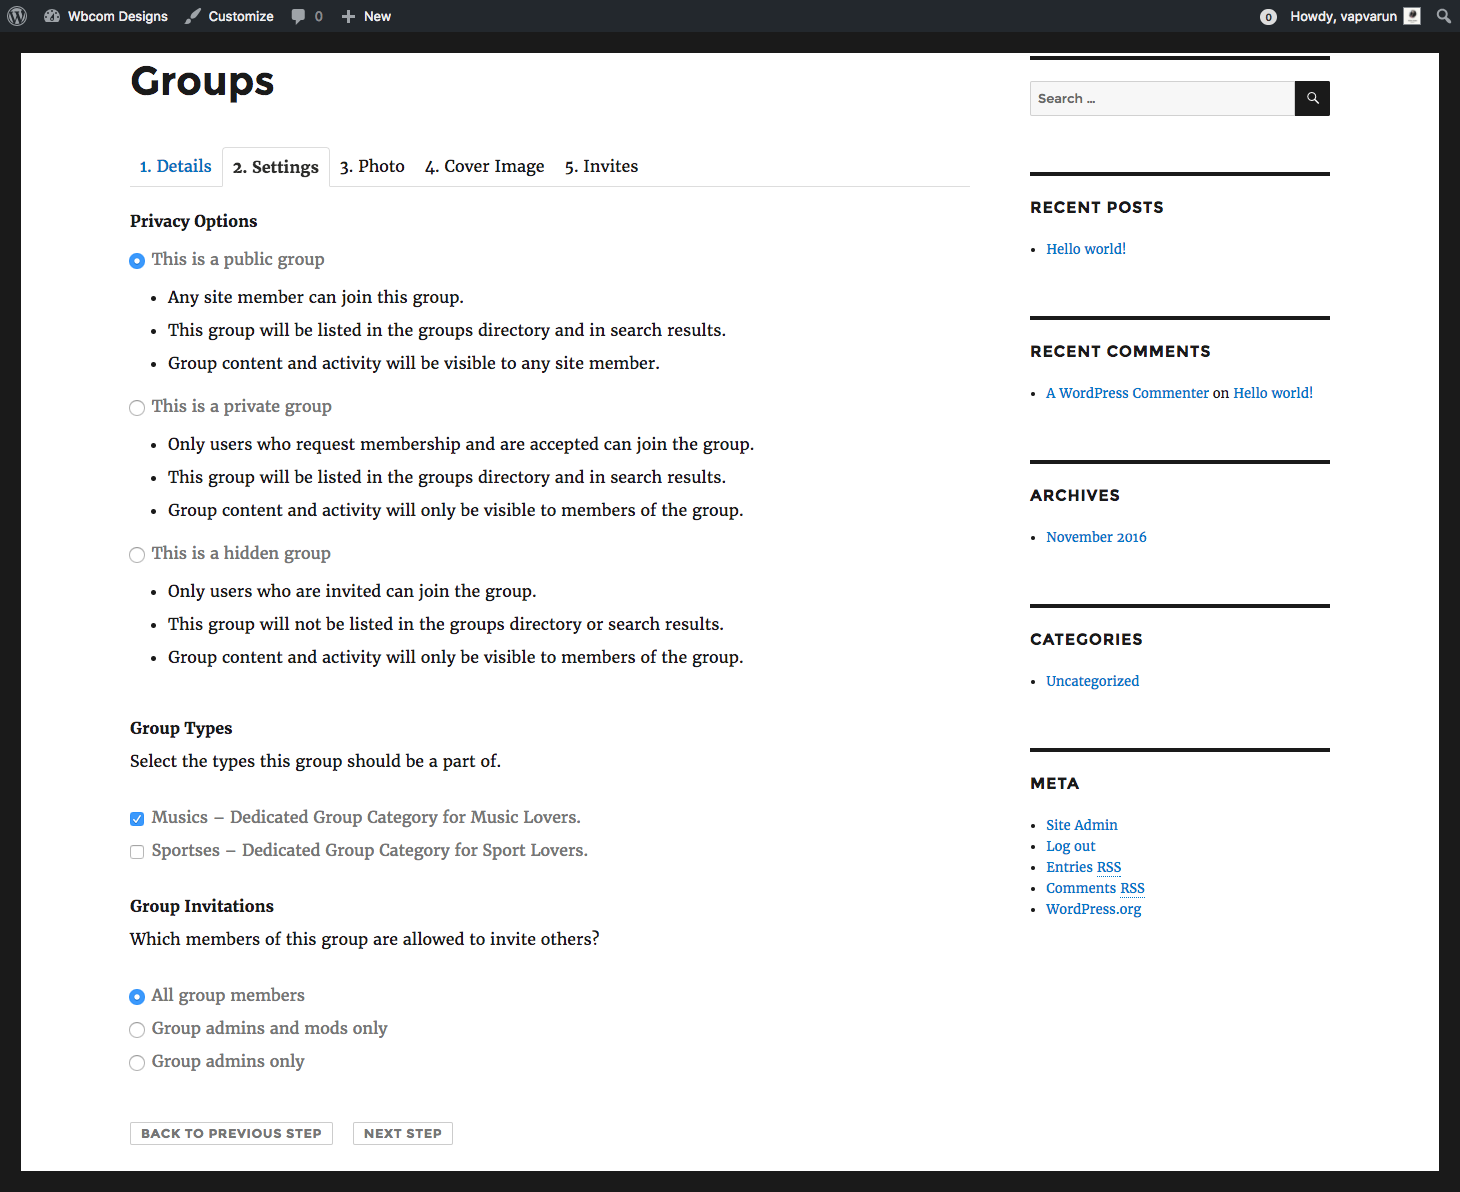 Wbcom Designs Customize 0 New 0 Howdy, vapvarun
Groups
1. Details 2. Settings 3. Photo 4. Cover Image 5. Invites
Privacy Options
This is a public group
• Any site member can join this group.
• This group will be listed in the groups directory and in search results.
• Group content and activity will be visible to any site member.
This is a private group
• Only users who request membership and are accepted can join the group.
• This group will be listed in the groups directory and in search results.
• Group content and activity will only be visible to members of the group.
This is a hidden group
• Only users who are invited can join the group.
• This group will not be listed in the groups directory or search results.
• Group content and activity will only be visible to members of the group.
Group Types
Select the types this group should be a part of.
Musics – Dedicated Group Category for Music Lovers.
Sportses – Dedicated Group Category for Sport Lovers.
Group Invitations
Which members of this group are allowed to invite others?
All group members
Group admins and mods only
Group admins only
BACK TO PREVIOUS STEP NEXT STEP
Search ...
RECENT POSTS
• Hello world!
RECENT COMMENTS
• A WordPress Commenter on Hello world!
ARCHIVES
• November 2016
CATEGORIES
• Uncategorized
META
• Site Admin
• Log out
• Entries RSS
• Comments RSS
• WordPress.org